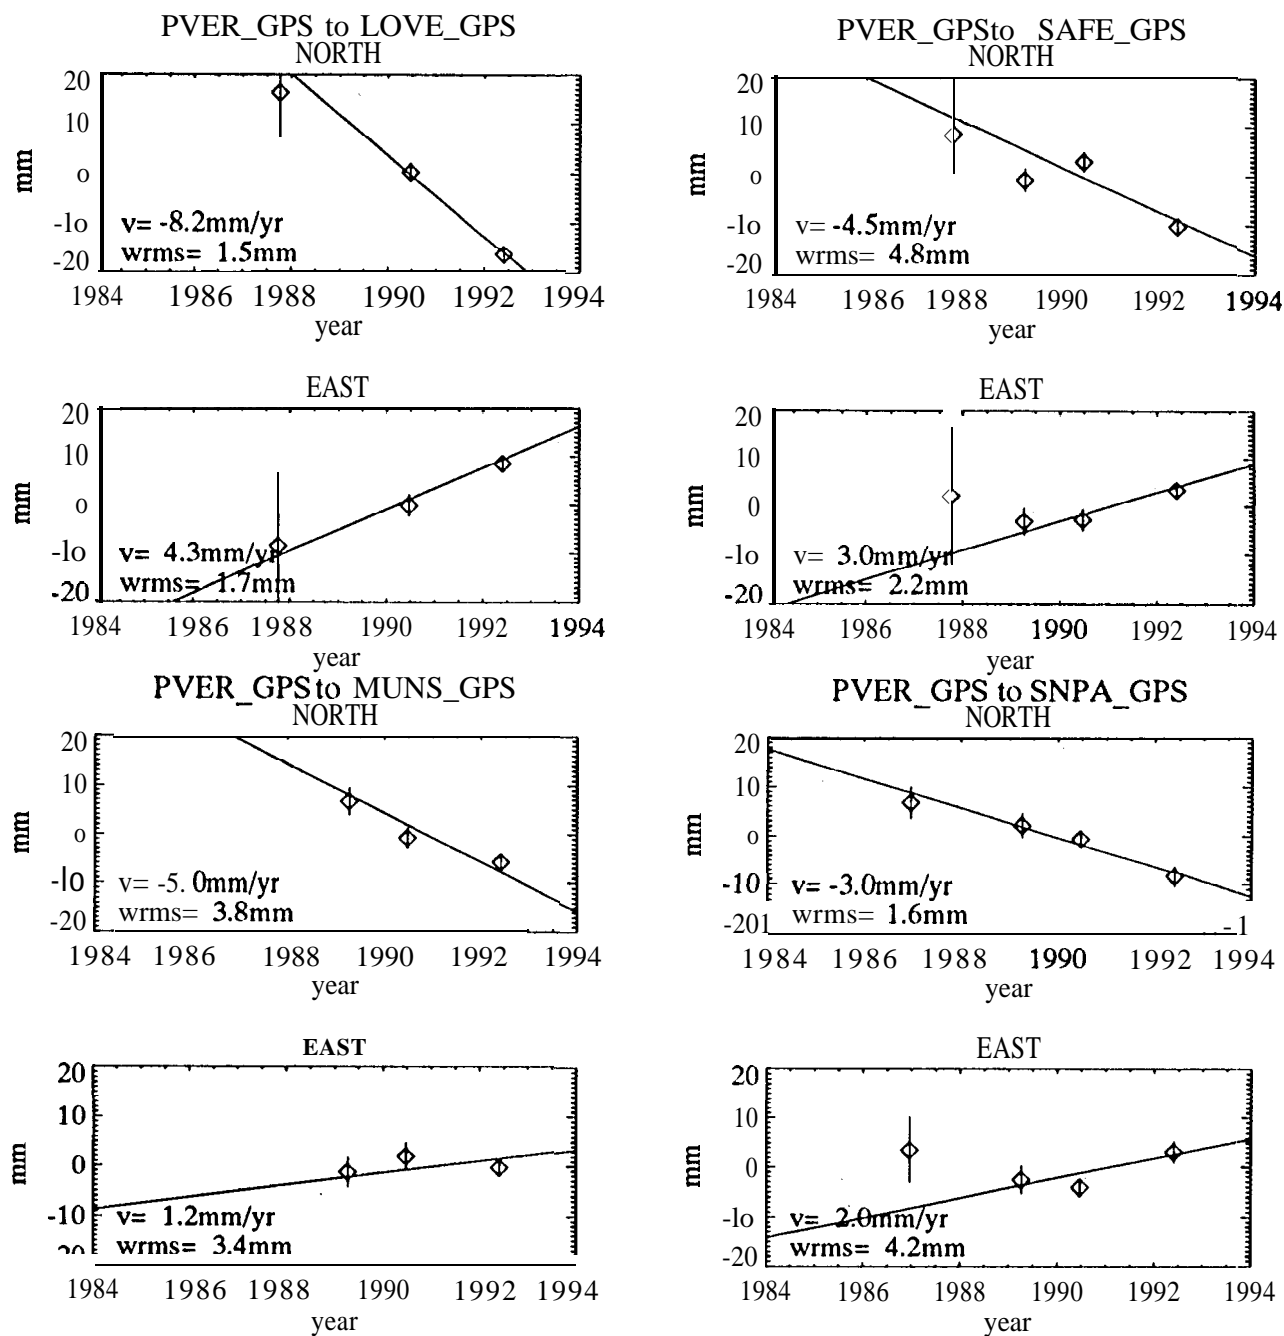 PVER_GPS to LOVE_GPS
NORTH
20
10
0
-1o
-20
mm
v= -8.2mm/yr
wrms= 1.5mm
1984 1986 1988 1990 1992 1994
year
EAST
20
10
0
-1o
-20
mm
v= 4.3mm/yr
wrms= 1.7mm
1984 1986 1988 1990 1992 1994
year
PVER_GPSto SAFE_GPS
NORTH
20
10
0
-1o
-20
mm
v= -4.5mm/yr
wrms= 4.8mm
1984 1986 1988 1990 1992 1994
year
EAST
20
10
0
-1o
-20
mm
v= 3.0mm/yr
wrms= 2.2mm
1984 1986 1988 1990 1992 1994
year
PVER_GPS to MUNS_GPS
NORTH
20
10
0
-lo
-20
mm
v= -5. 0mm/yr
wrms= 3.8mm
1984 1986 1988 1990 1992 1994
year
EAST
20
10
0
-10
20
mm
v= 1.2mm/yr
wrms= 3.4mm
1984 1986 1988 1990 1992 1994
year
PVER_GPS to SNPA_GPS
NORTH
20
10
0
-10
-201
mm
v= -3.0mm/yr
wrms= 1.6mm
-1
1984 1986 1988 1990 1992 1994
year
EAST
20
10
0
-1o
-20
mm
v= 2.0mm/yr
wrms= 4.2mm
1984 1986 1988 1990 1992 1994
year